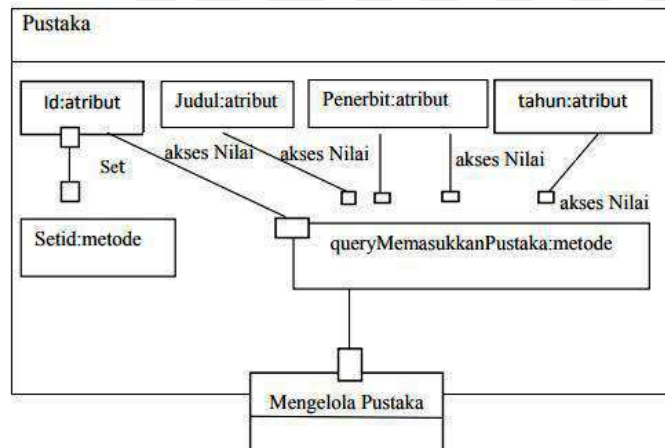 Pustaka
Id:atribut
Judul:atribut
Penerbit:atribut
tahun:atribut
Set
akses Nilai
akses Nilai
akses Nilai
akses Nilai
Setid:metode
queryMemasukkanPustaka:metode
Mengelola Pustaka